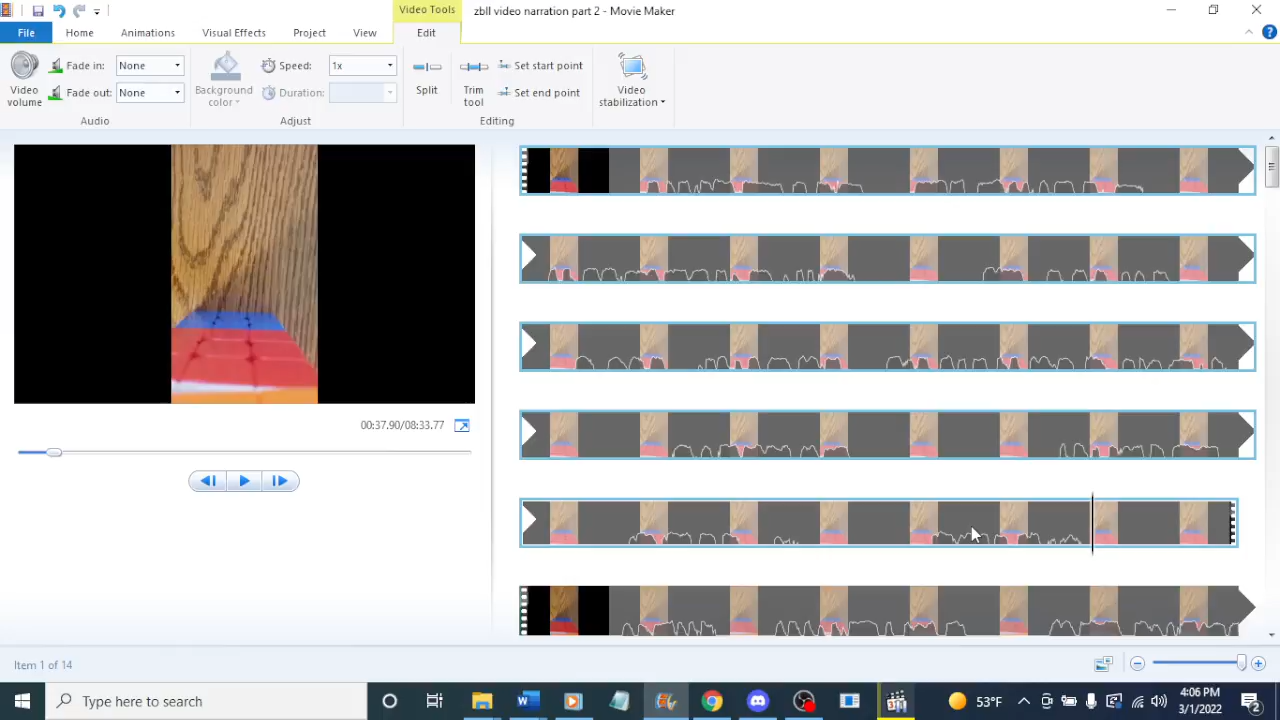 Video Tools
zbll video narration part 2 - Movie Maker
File
Home
Animations
Visual Effects
Project
View
Edit
Video volume
Fade in:
None
Fade out:
None
Audio
Background color
Speed:
1x
Duration:
Adjust
Split
Trim tool
Set start point
Set end point
Editing
Video stabilization
00:37.90/08:33.77
Item 1 of 14
Type here to search
53°F
4:06 PM
3/1/2022
2